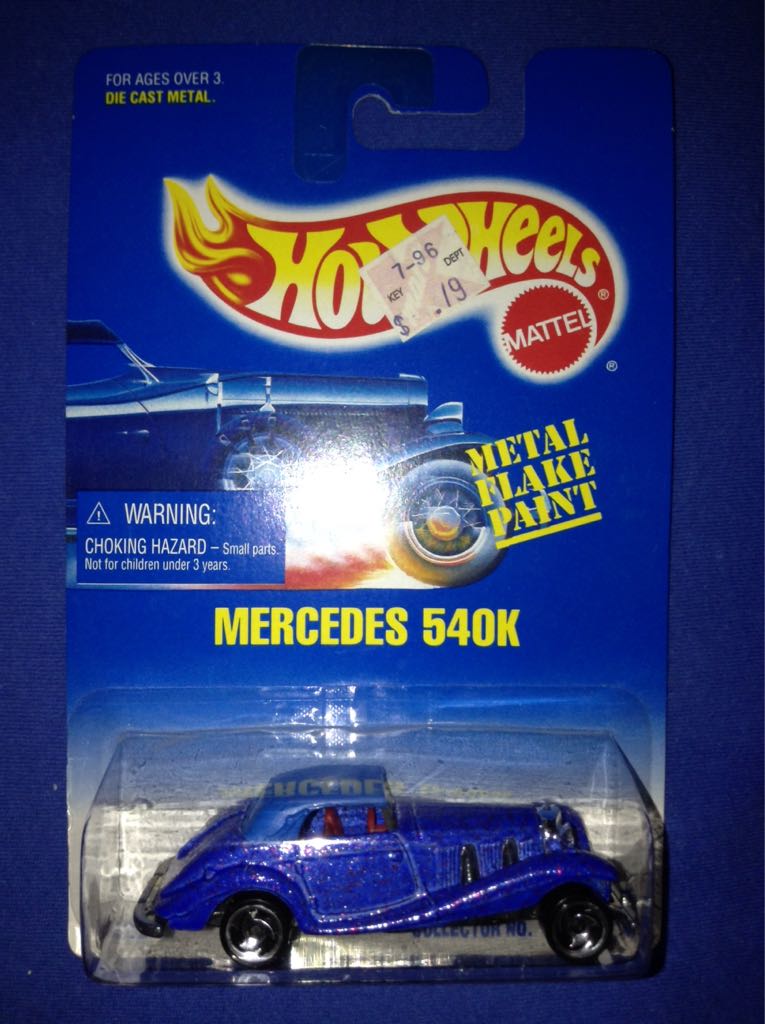 FOR AGES OVER 3.
DIE CAST METAL.
HOT WHEELS ®
7-96
KEY DEPT
$ .19
MATTEL
®
METAL
FLAKE
PAINT
⚠ WARNING:
CHOKING HAZARD – Small parts.
Not for children under 3 years.
MERCEDES 540K
COLLECTOR NO.